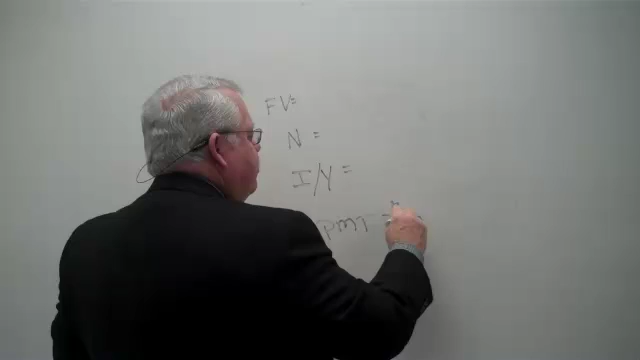 FV=
N =
I/Y =
PMT =